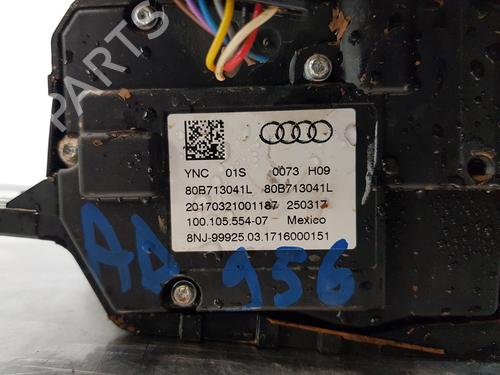 PARTS
YNC 01S 0073 H09
80B713041L 80B713041L
20170321001187 250317
100.105.554-07 Mexico
8NJ-99925.03.1716000151
AA 956